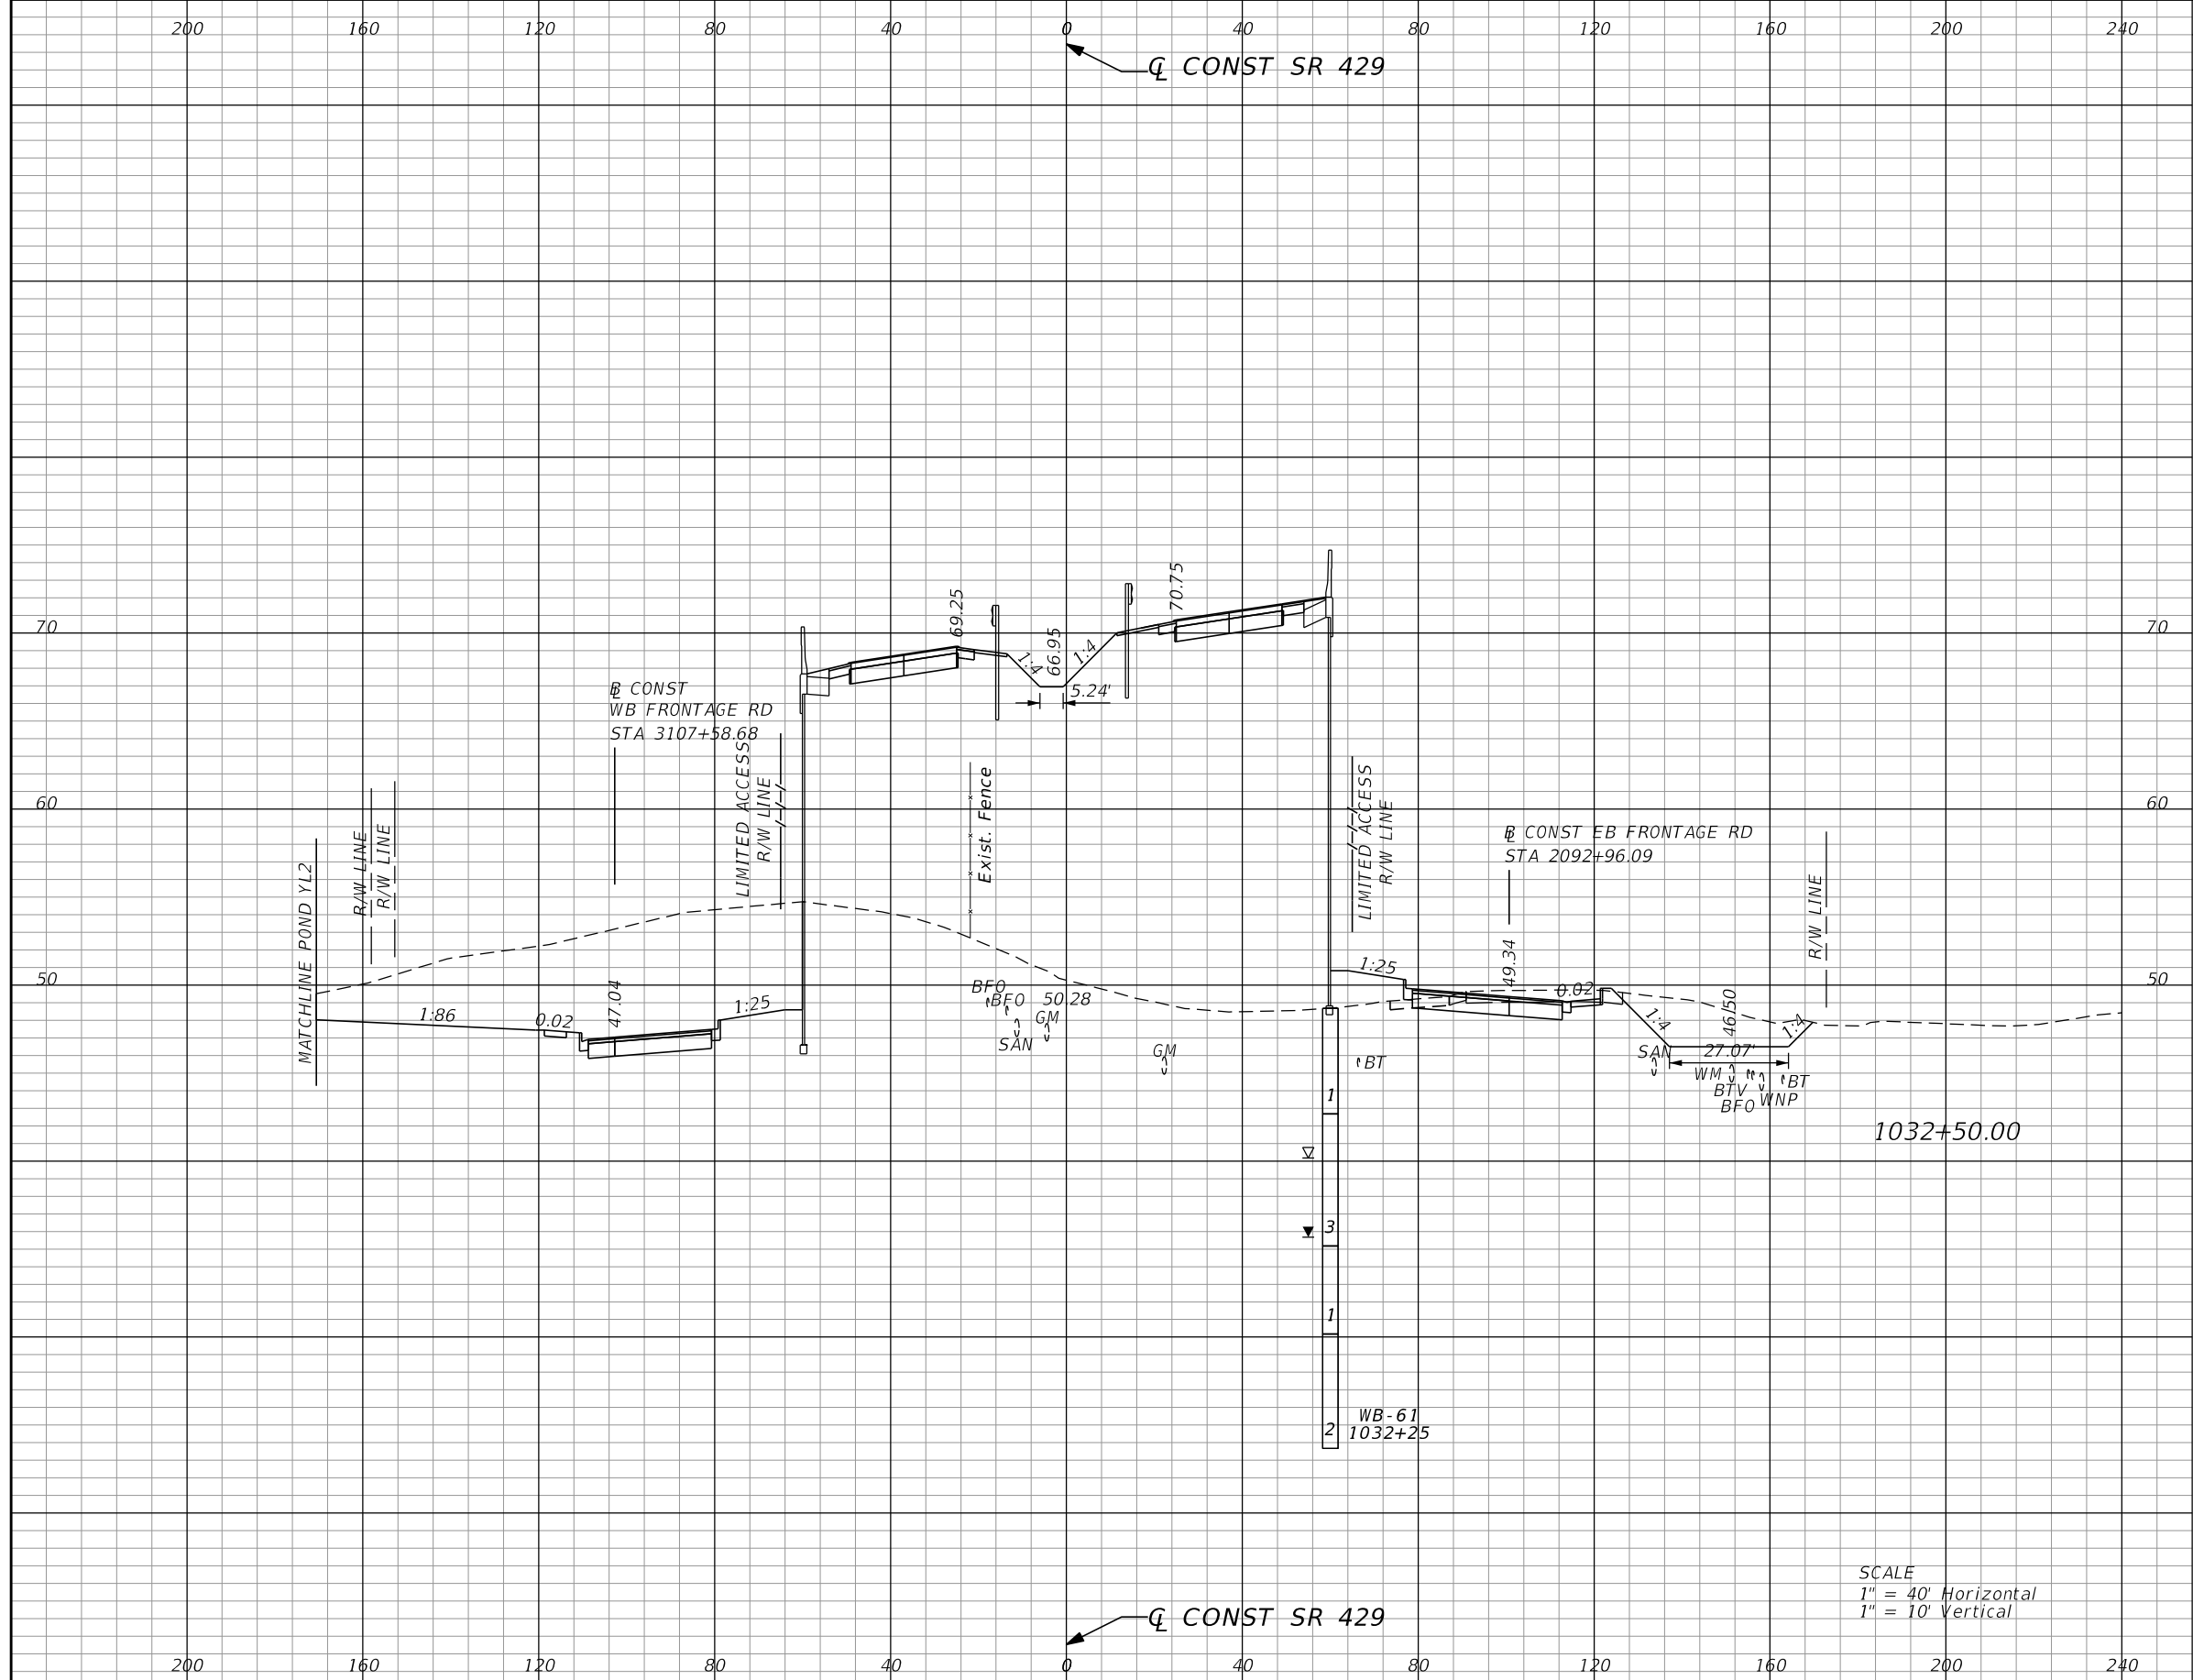 200 160 120 80 40 0 40 80 120 160 200 240
℄ CONST SR 429
70.75
69.25
70 70
66.95
1:4
1:4
5.24'
℄ CONST
WB FRONTAGE RD
STA 3107+58.68
LIMITED ACCESS
R/W LINE
Exist. Fence
LIMITED ACCESS
R/W LINE
60 60
R/W LINE
R/W LINE
MATCHLINE POND YL2
B CONST EB FRONTAGE RD
STA 2092+96.09
R/W LINE
50 50
1:86
0.02
47.04
1:25
BFO
BFO
50.28
GM
SAN
GM
1:25
49.34
0.02
BT
1:4
46.50
1:4
SAN
27.07'
WM
BTV
BFO
WNP
BT
1
1032+50.00
3
1
2
WB-61
1032+25
SCALE
1" = 40' Horizontal
1" = 10' Vertical
℄ CONST SR 429
200 160 120 80 40 0 40 80 120 160 200 240